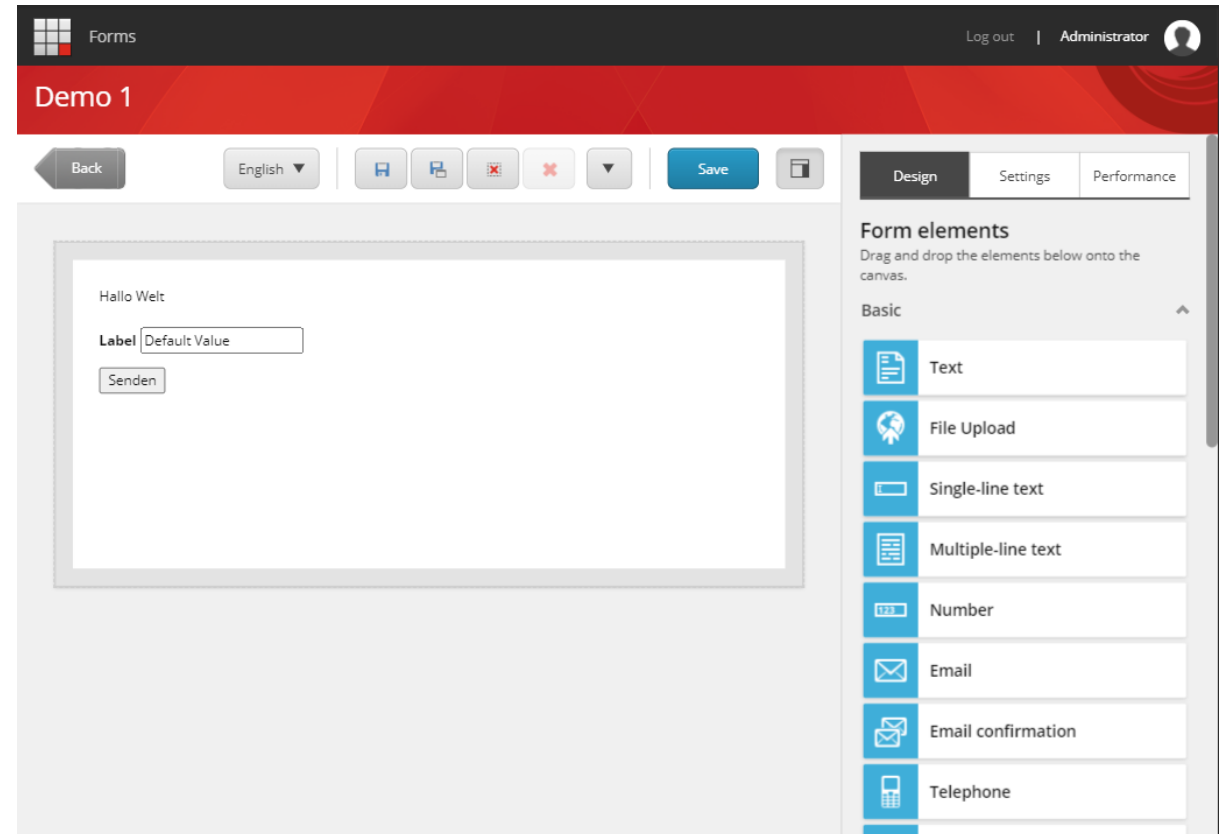 Forms
Log out | Administrator
Demo 1
Back
English
Save
Design
Settings
Performance
Hallo Welt
Label Default Value
Senden
Form elements
Drag and drop the elements below onto the
canvas.
Basic
Text
File Upload
Single-line text
Multiple-line text
123 Number
Email
Email confirmation
Telephone